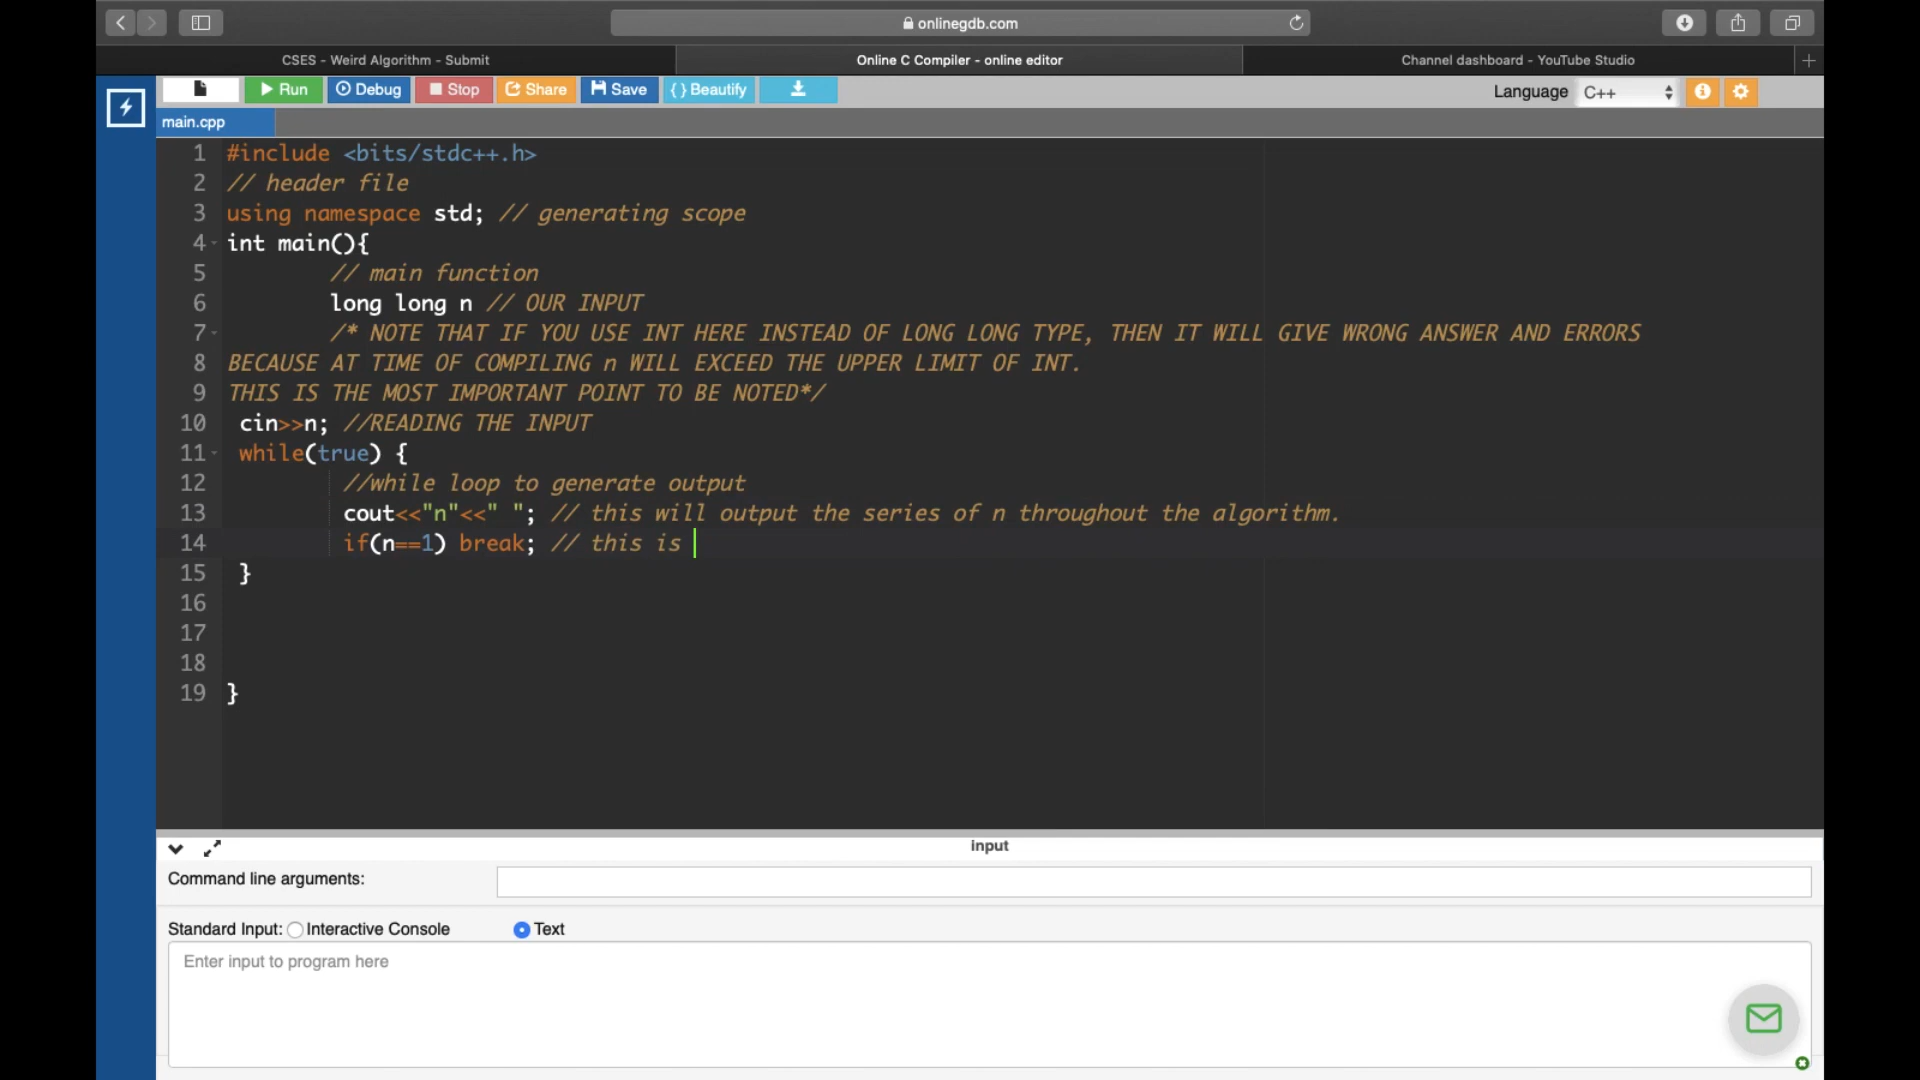 onlinegdb.com
CSES - Weird Algorithm - Submit
Online C Compiler - online editor
Channel dashboard - YouTube Studio
Run
Debug
Stop
Share
Save
{ } Beautify
Language
C++
main.cpp
1 #include <bits/stdc++.h>
2 // header file
3 using namespace std; // generating scope
4 int main(){
5 // main function
6 long long n // OUR INPUT
7 /* NOTE THAT IF YOU USE INT HERE INSTEAD OF LONG LONG TYPE, THEN IT WILL GIVE WRONG ANSWER AND ERRORS
8 BECAUSE AT TIME OF COMPILING n WILL EXCEED THE UPPER LIMIT OF INT.
9 THIS IS THE MOST IMPORTANT POINT TO BE NOTED*/
10 cin>>n; //READING THE INPUT
11 while(true) {
12 //while loop to generate output
13 cout<<"n"<<" "; // this will output the series of n throughout the algorithm.
14 if(n==1) break; // this is
15 }
16
17
18
19 }
input
Command line arguments:
Standard Input: Interactive Console Text
Enter input to program here